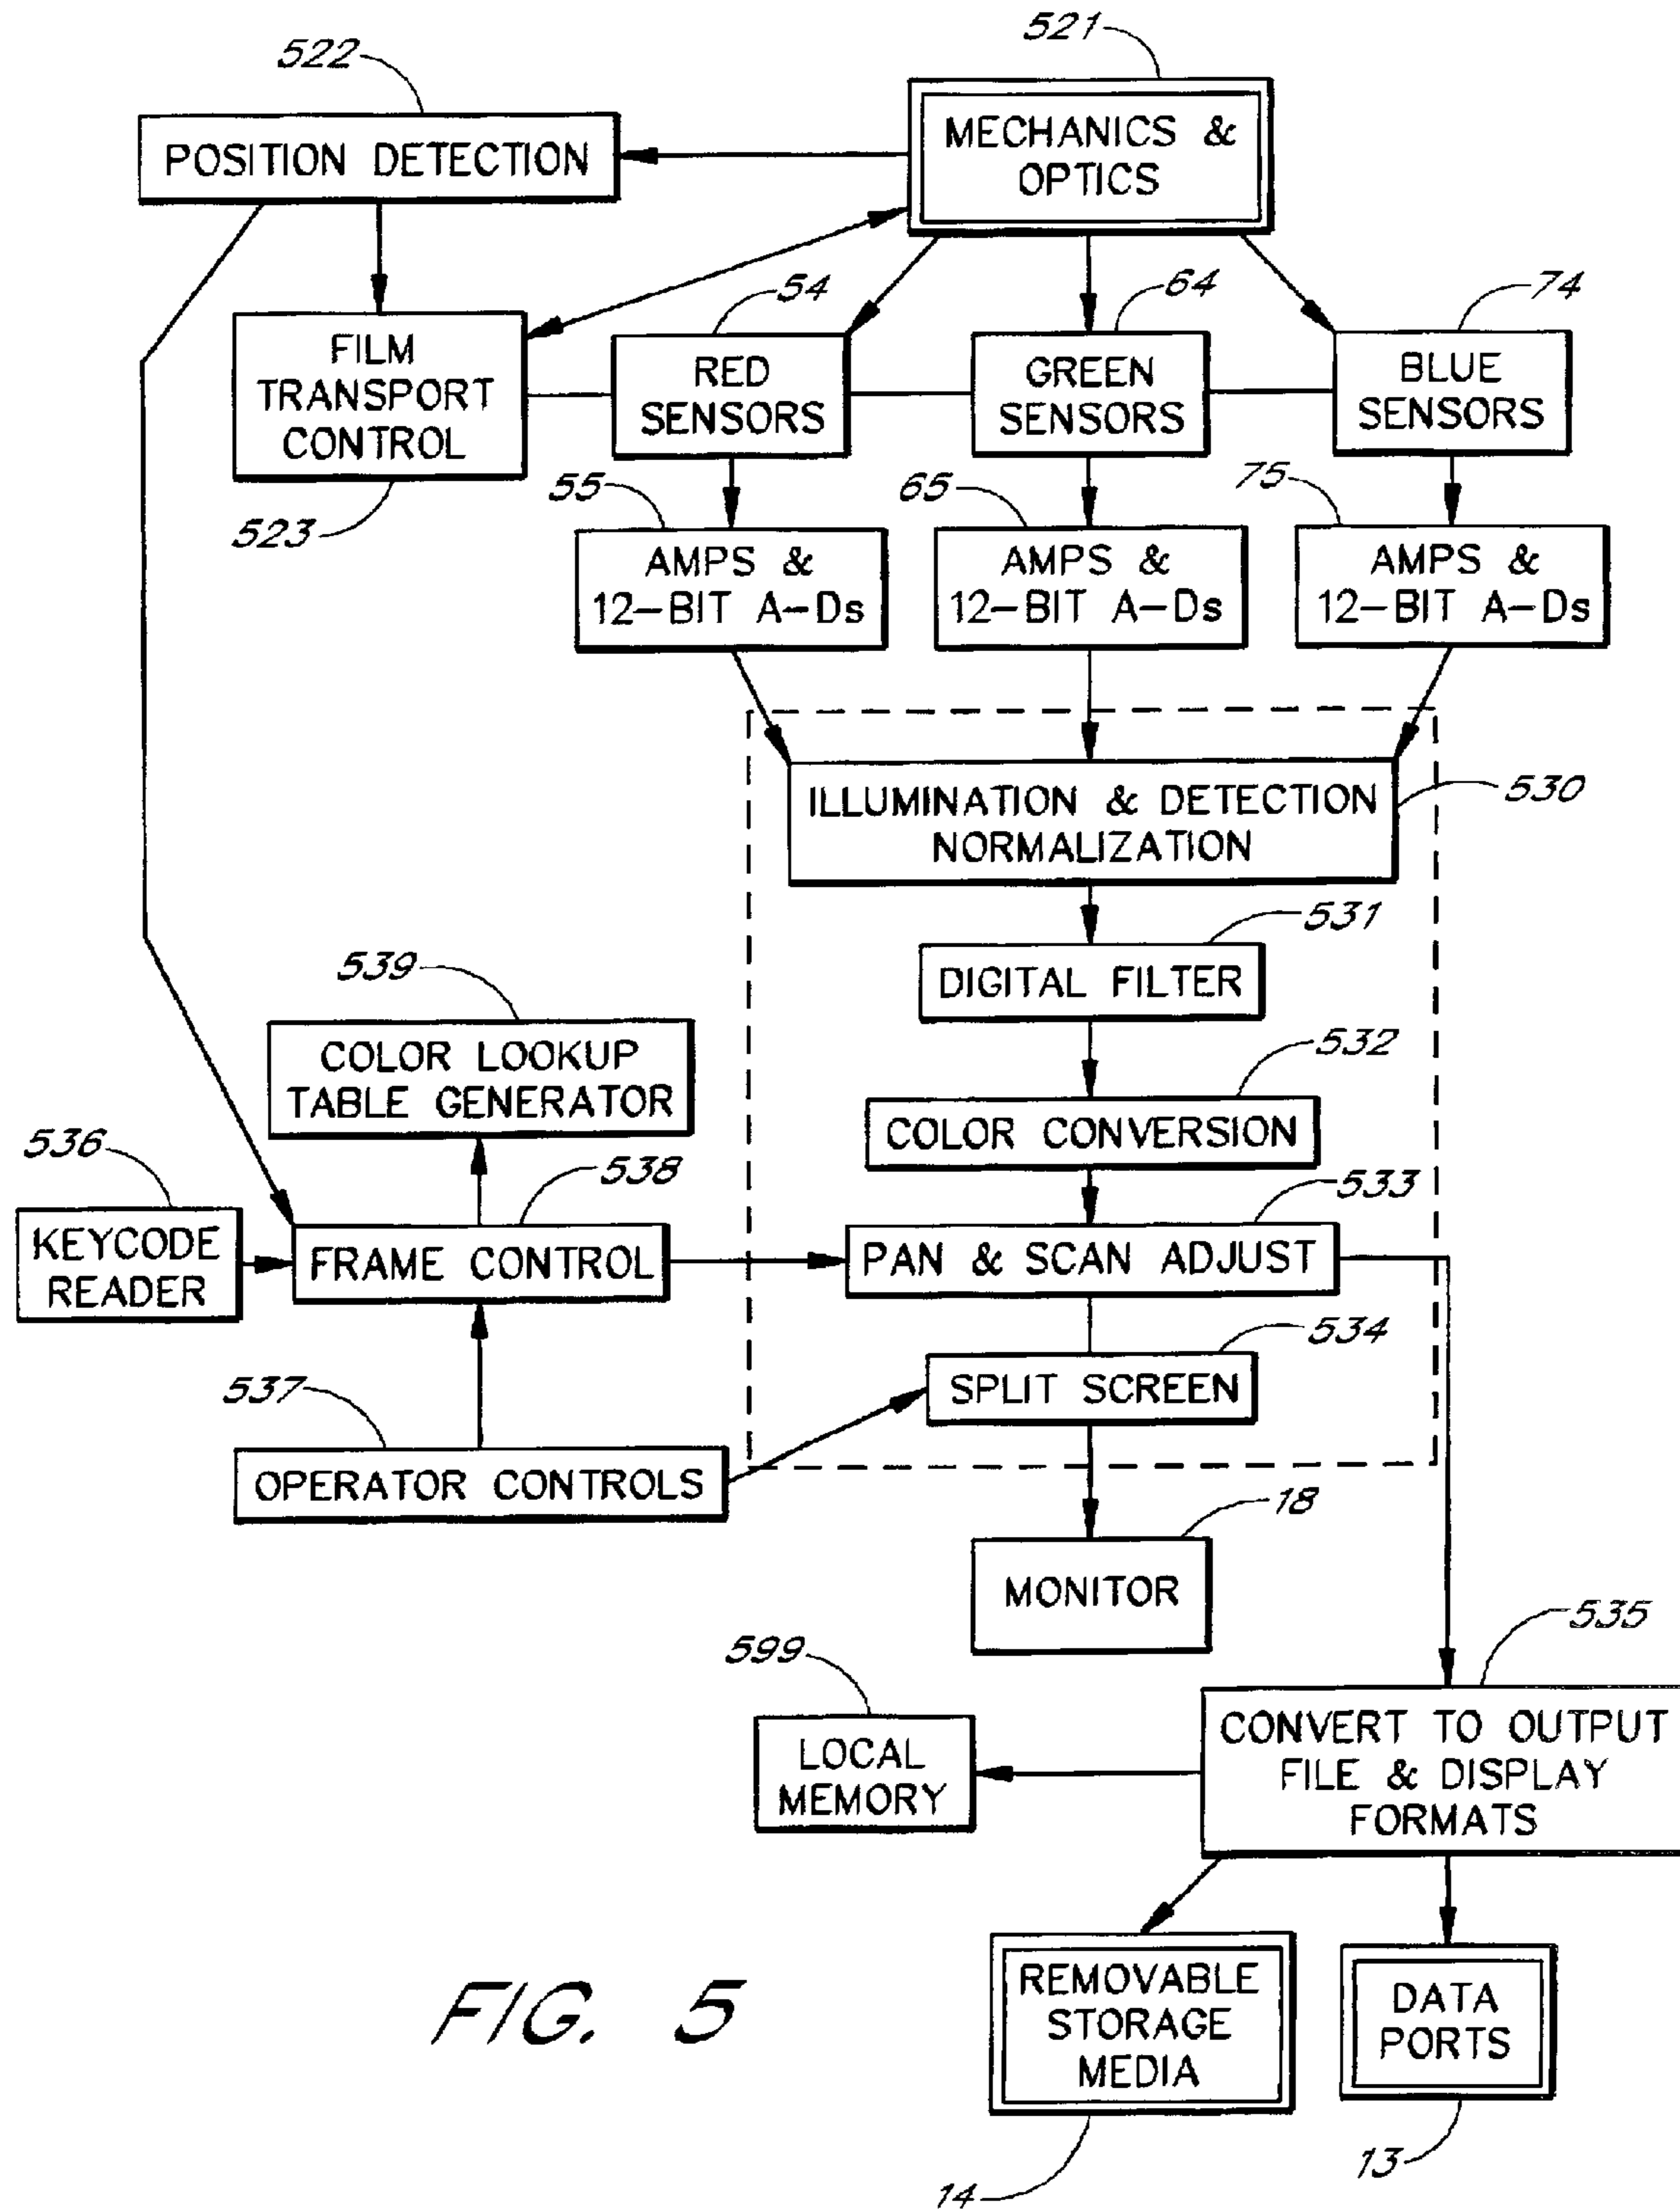 521
522
MECHANICS &
OPTICS
POSITION DETECTION
54
64
74
FILM
TRANSPORT
CONTROL
RED
SENSORS
GREEN
SENSORS
BLUE
SENSORS
523
55
65
75
AMPS &
12-BIT A-Ds
AMPS &
12-BIT A-Ds
AMPS &
12-BIT A-Ds
ILLUMINATION & DETECTION
NORMALIZATION
530
531
DIGITAL FILTER
539
COLOR LOOKUP
TABLE GENERATOR
532
COLOR CONVERSION
536
538
533
KEYCODE
READER
FRAME CONTROL
PAN & SCAN ADJUST
534
SPLIT SCREEN
537
OPERATOR CONTROLS
18
MONITOR
535
599
LOCAL
MEMORY
CONVERT TO OUTPUT
FILE & DISPLAY
FORMATS
REMOVABLE
STORAGE
MEDIA
DATA
PORTS
FIG. 5
14
13